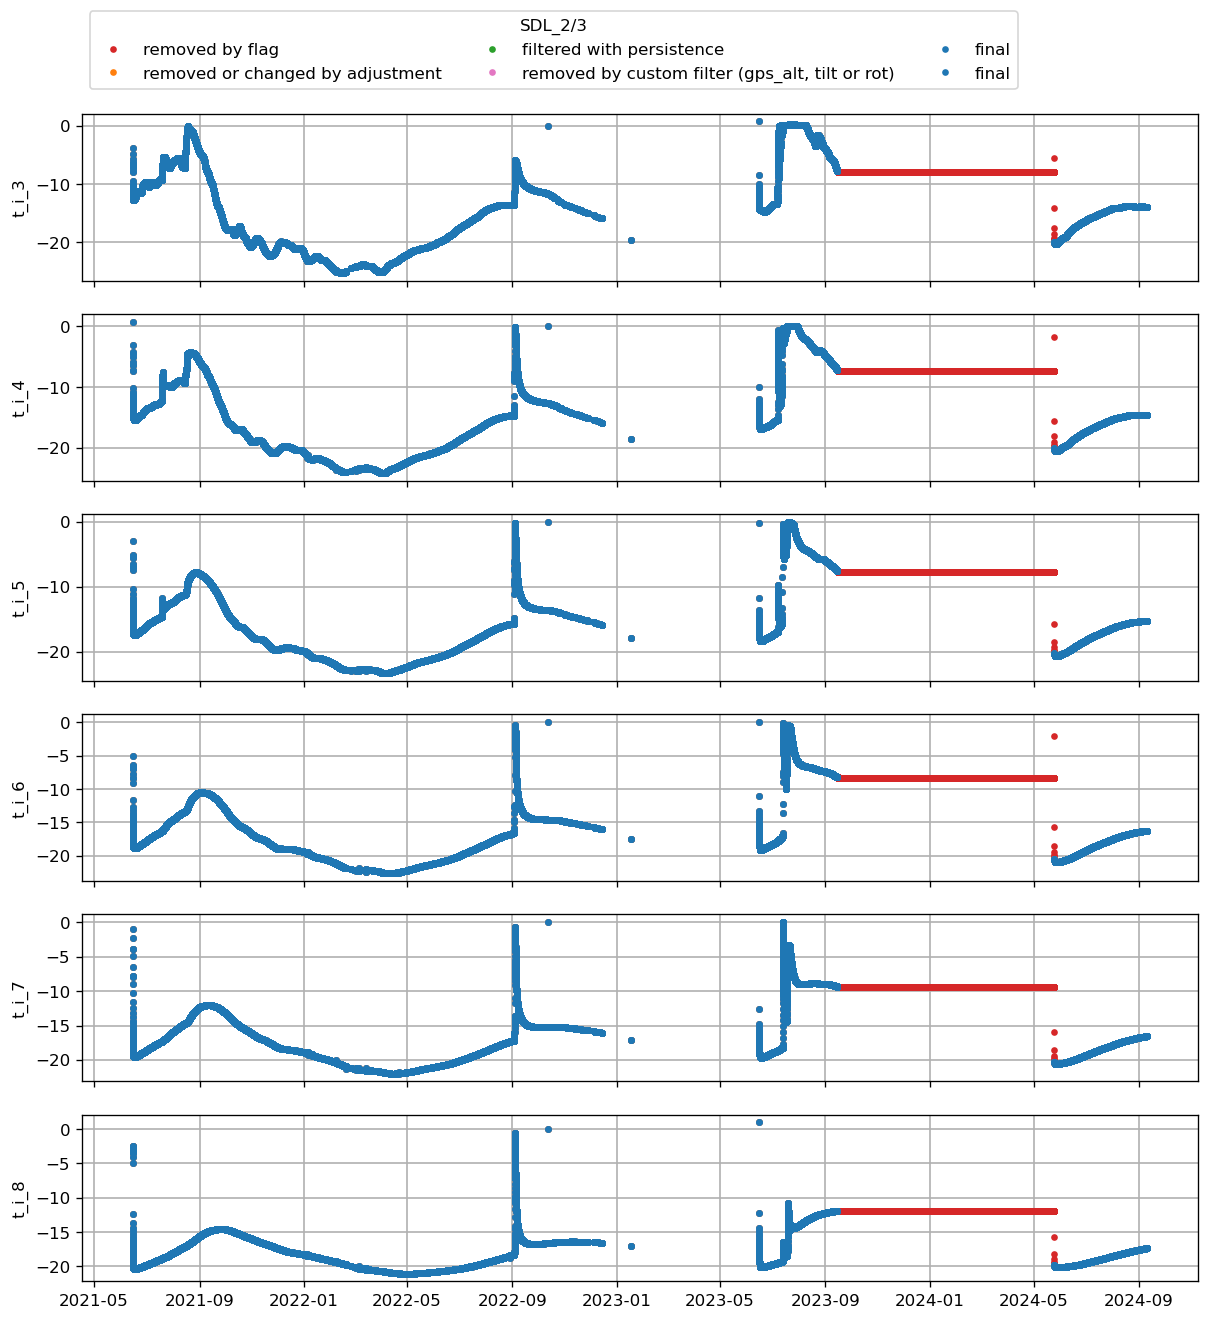 SDL_2/3
removed by flag
filtered with persistence
final
removed or changed by adjustment
removed by custom filter (gps_alt, tilt or rot)
final
0
−10
−20
t_i_3
0
−10
−20
t_i_4
0
−10
−20
t_i_5
0
−5
−10
−15
−20
t_i_6
0
−5
−10
−15
−20
t_i_7
0
−5
−10
−15
−20
t_i_8
2021-05 2021-09 2022-01 2022-05 2022-09 2023-01 2023-05 2023-09 2024-01 2024-05 2024-09